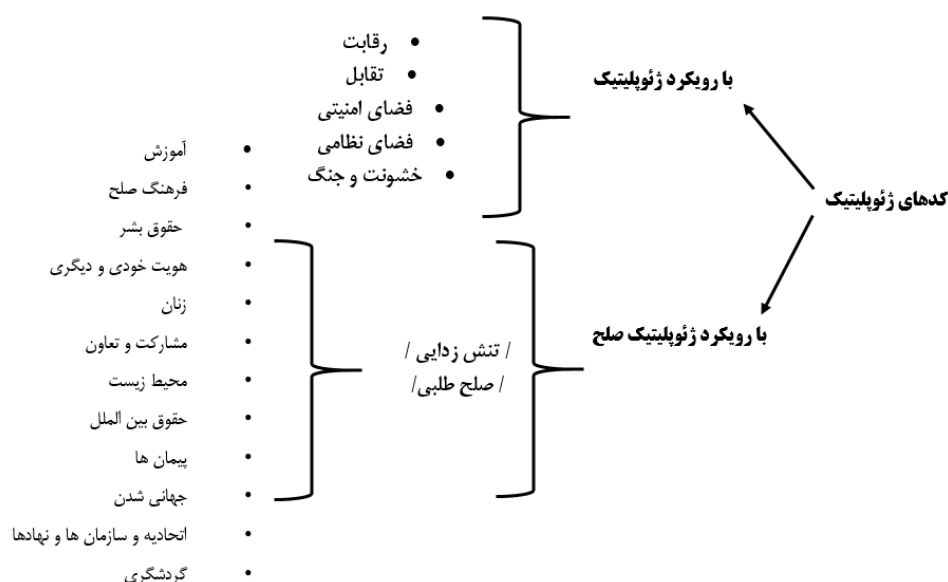 کدهای ژئوپلیتیک
با رویکرد ژئوپلیتیک
• رقابت
• تقابل
• فضای امنیتی
• فضای نظامی
• خشونت و جنگ
با رویکرد ژئوپلیتیک صلح
/ تنش زدایی /
/ صلح طلبی/
• آموزش
• فرهنگ صلح
• حقوق بشر
• هویت خودی و دیگری
• زنان
• مشارکت و تعاون
• محیط زیست
• حقوق بین الملل
• پیمان ها
• جهانی شدن
• اتحادیه و سازمان ها و نهادها
• گردشگری